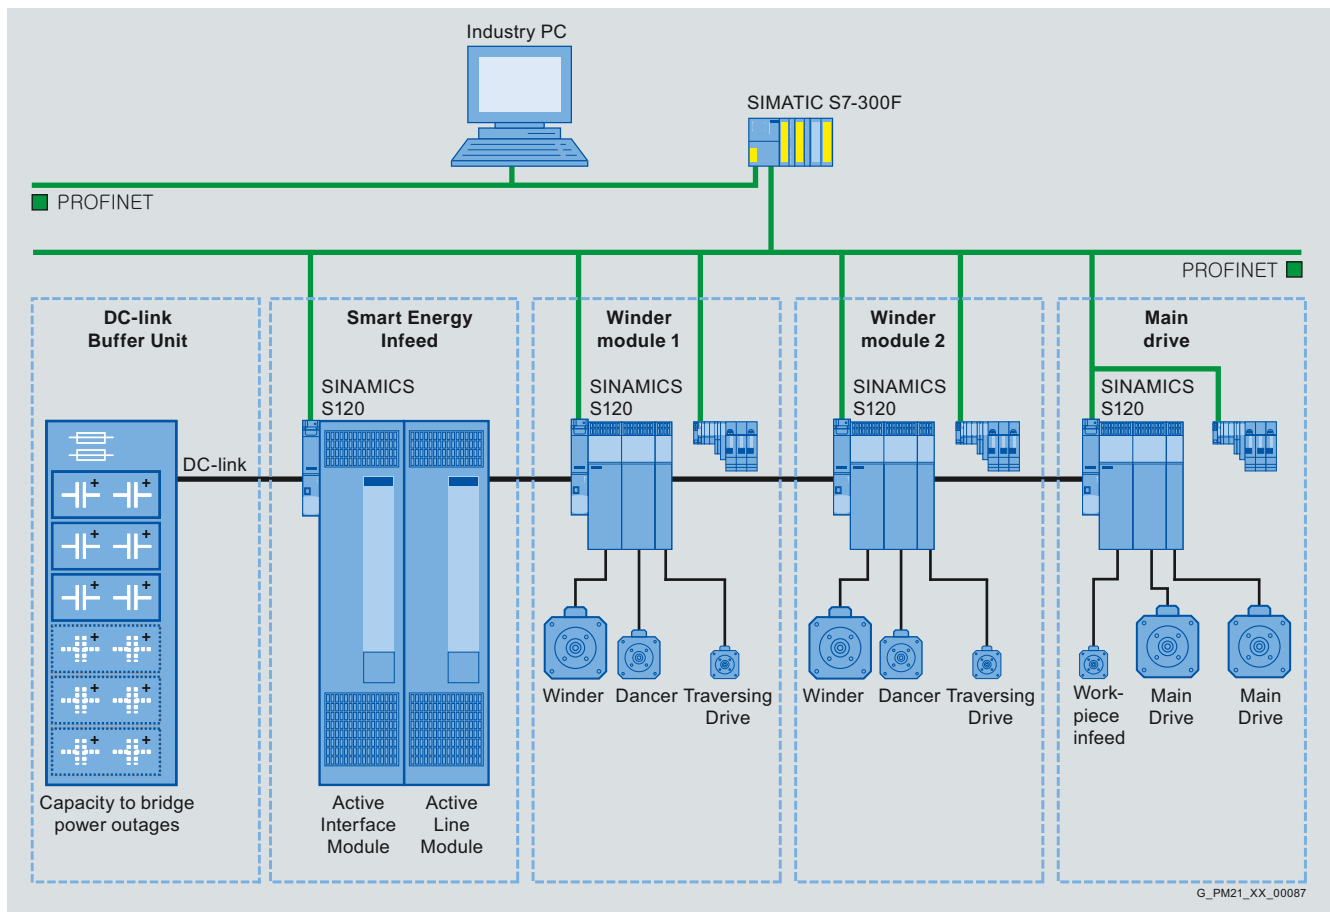 Industry PC
SIMATIC S7-300F
PROFINET
PROFINET
DC-link
Buffer Unit
Smart Energy
Infeed
Winder
module 1
Winder
module 2
Main
drive
SINAMICS
S120
SINAMICS
S120
SINAMICS
S120
SINAMICS
S120
DC-link
+ +
+ +
+ +
+ +
+ +
+ +
Winder
Dancer
Traversing
Drive
Winder
Dancer
Traversing
Drive
Work-
piece
infeed
Main
Drive
Main
Drive
Capacity to bridge
power outages
Active
Interface
Module
Active
Line
Module
G_PM21_XX_00087